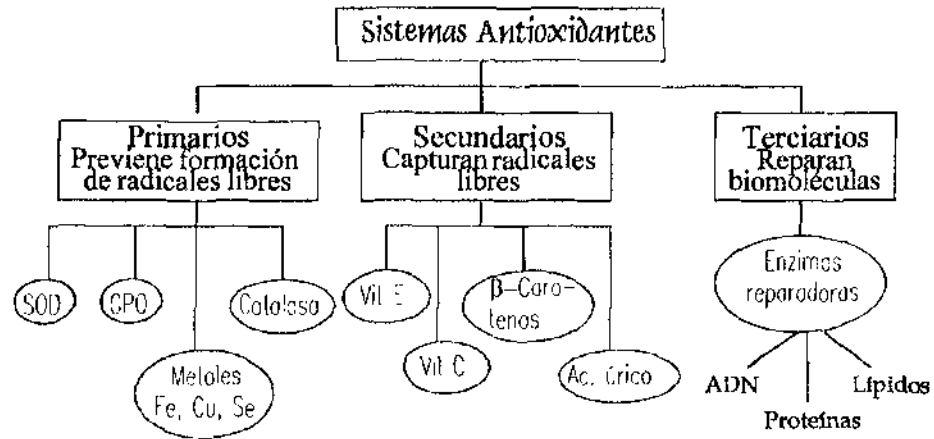 Sistemas Antioxidantes
Primarios
Previene formación
de radicales libres
Secundarios
Capturan radicales
libres
Terciarios
Reparan
biomoléculas
SOD
GPO
Metales
Fe, Cu, Se
Catalasa
Vit E
Vit C
β-Caro-
tenos
Ac. úrico
Enzimas
reparadoras
ADN
Proteínas
Lípidos